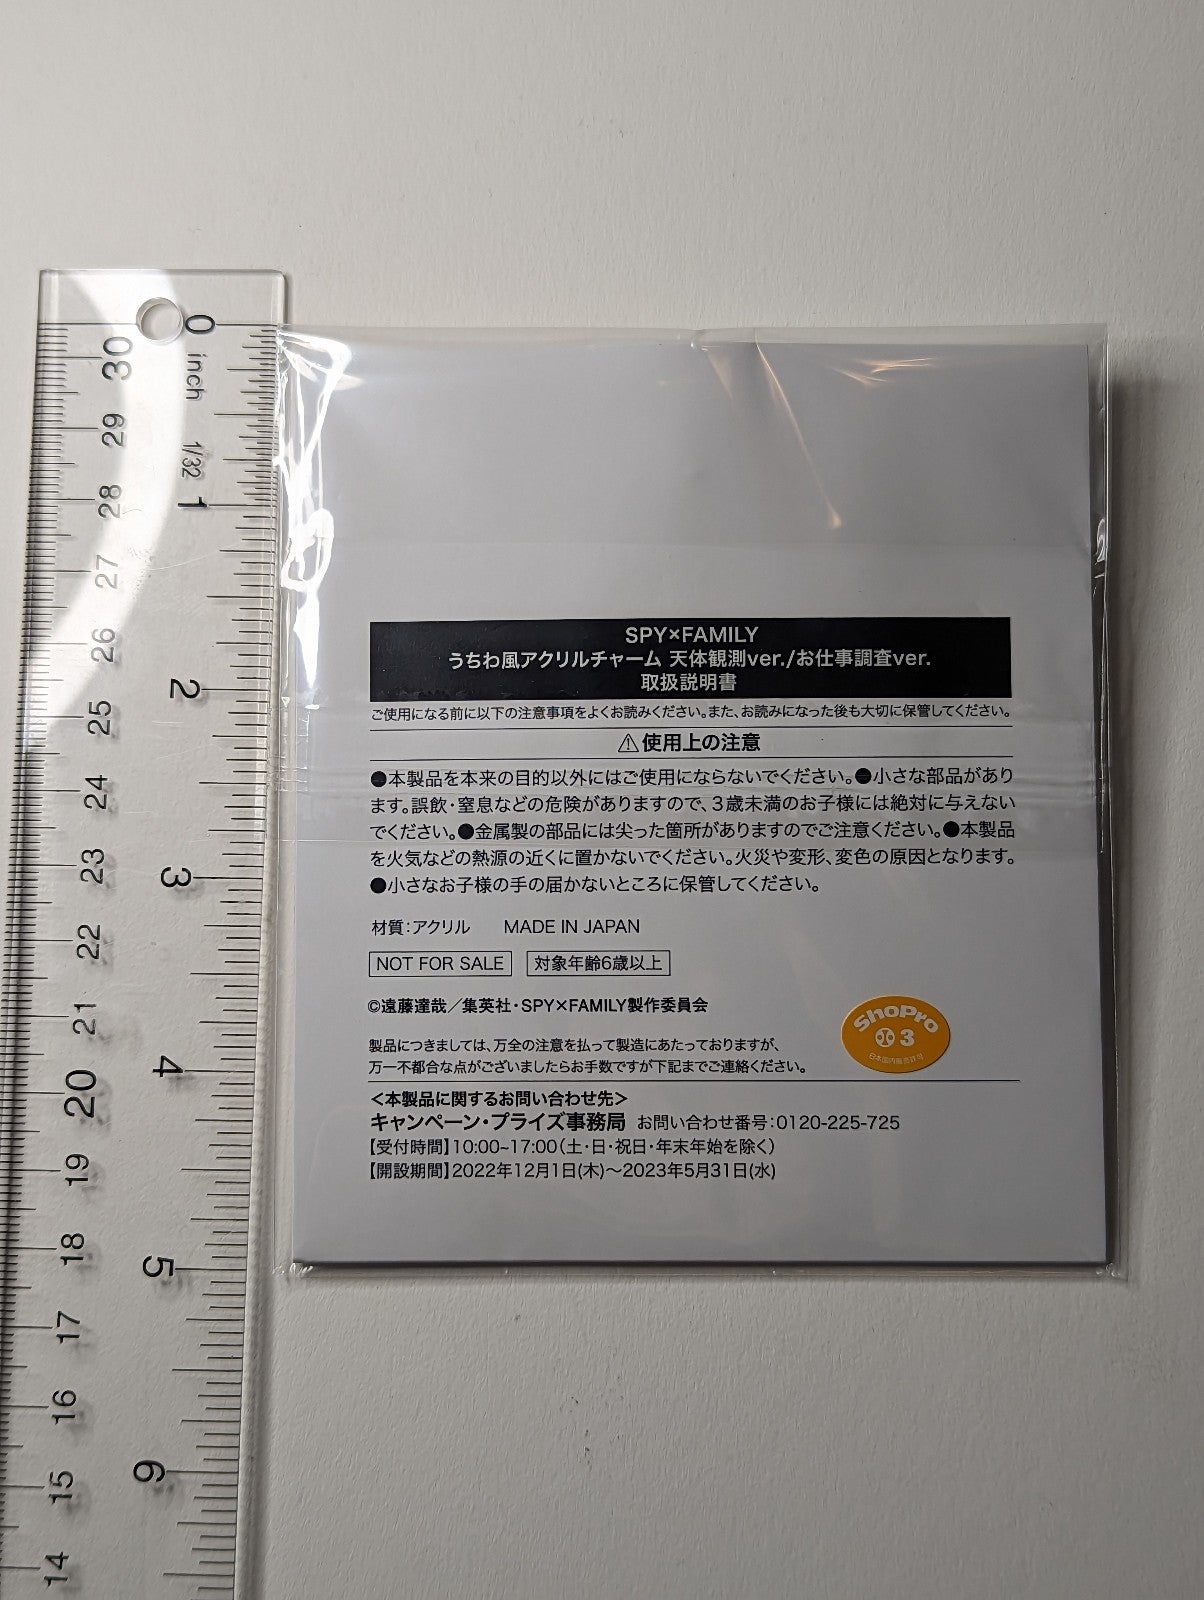 0
inch
1/32
1
2
3
4
5
6
30
29
28
27
26
25
24
23
22
21
20
19
18
17
16
15
14
SPY×FAMILY
うちわ風アクリルチャーム 天体観測ver./お仕事調査ver.
取扱説明書
ご使用になる前に以下の注意事項をよくお読みください。また、お読みになった後も大切に保管してください。
⚠使用上の注意
●本製品を本来の目的以外にはご使用にならないでください。●小さな部品があり
ます。誤飲・窒息などの危険がありますので、3歳未満のお子様には絶対に与えない
でください。●金属製の部品には尖った箇所がありますのでご注意ください。●本製品
を火気などの熱源の近くに置かないでください。火災や変形、変色の原因となります。
●小さなお子様の手の届かないところに保管してください。
材質:アクリル MADE IN JAPAN
NOT FOR SALE 対象年齢6歳以上
©遠藤達哉／集英社・SPY×FAMILY製作委員会
製品につきましては、万全の注意を払って製造にあたっておりますが、
万一不都合な点がございましたらお手数ですが下記までご連絡ください。
ShoPro
3
日本国内販売許可
＜本製品に関するお問い合わせ先＞
キャンペーン・プライズ事務局 お問い合わせ番号:0120-225-725
【受付時間】10:00~17:00(土・日・祝日・年末年始を除く)
【開設期間】2022年12月1日(木)～2023年5月31日(水)